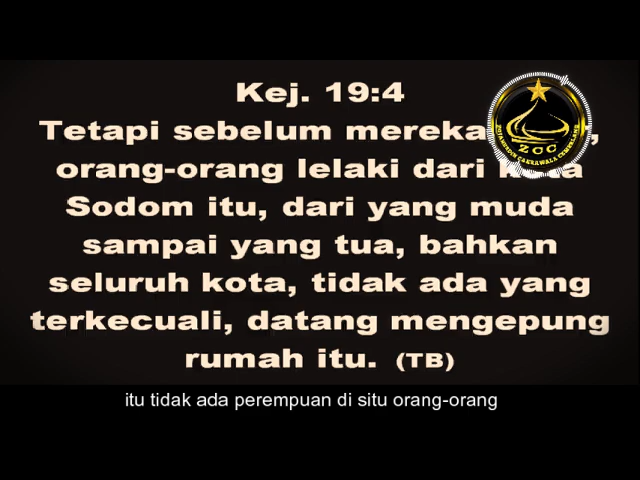 Kej. 19:4
Tetapi sebelum mereka ,
orang-orang lelaki dari
Sodom itu, dari yang muda
sampai yang tua, bahkan
seluruh kota, tidak ada yang
terkecuali, datang mengepung
rumah itu. (TB)
ZCC
CAKRAWALA
itu tidak ada perempuan di situ orang-orang